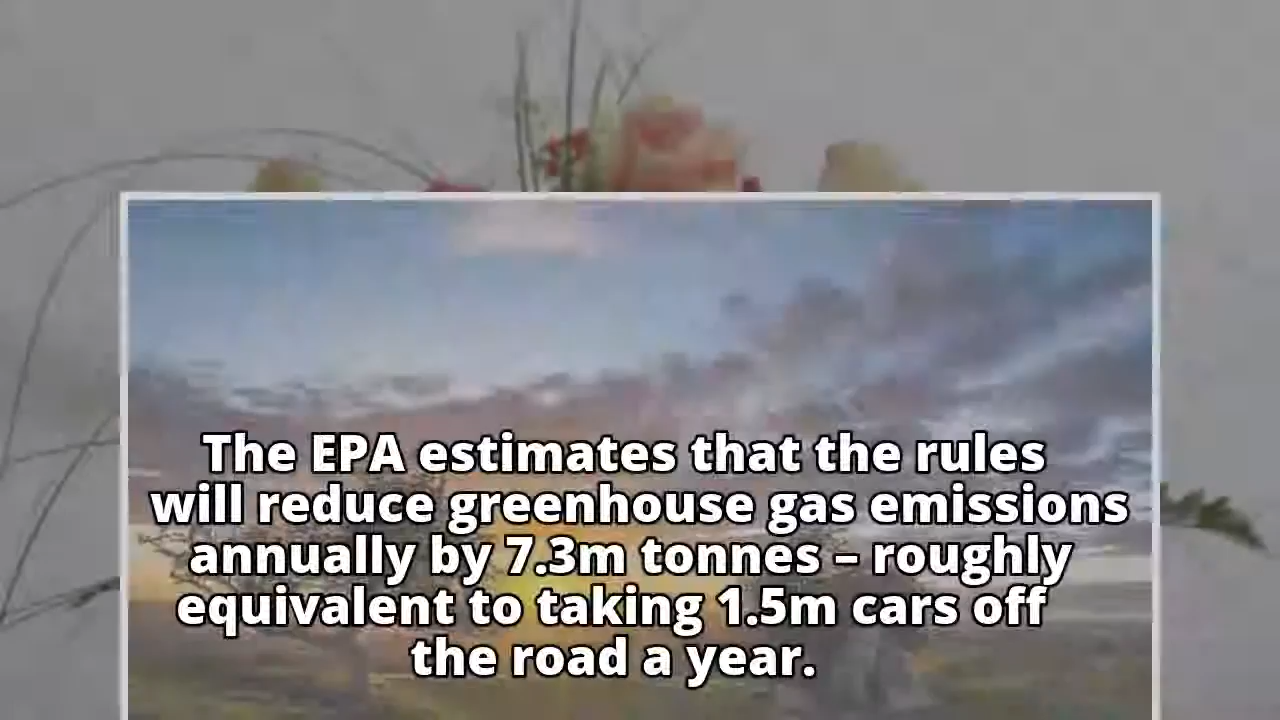 The EPA estimates that the rules
will reduce greenhouse gas emissions
annually by 7.3m tonnes – roughly
equivalent to taking 1.5m cars off
the road a year.